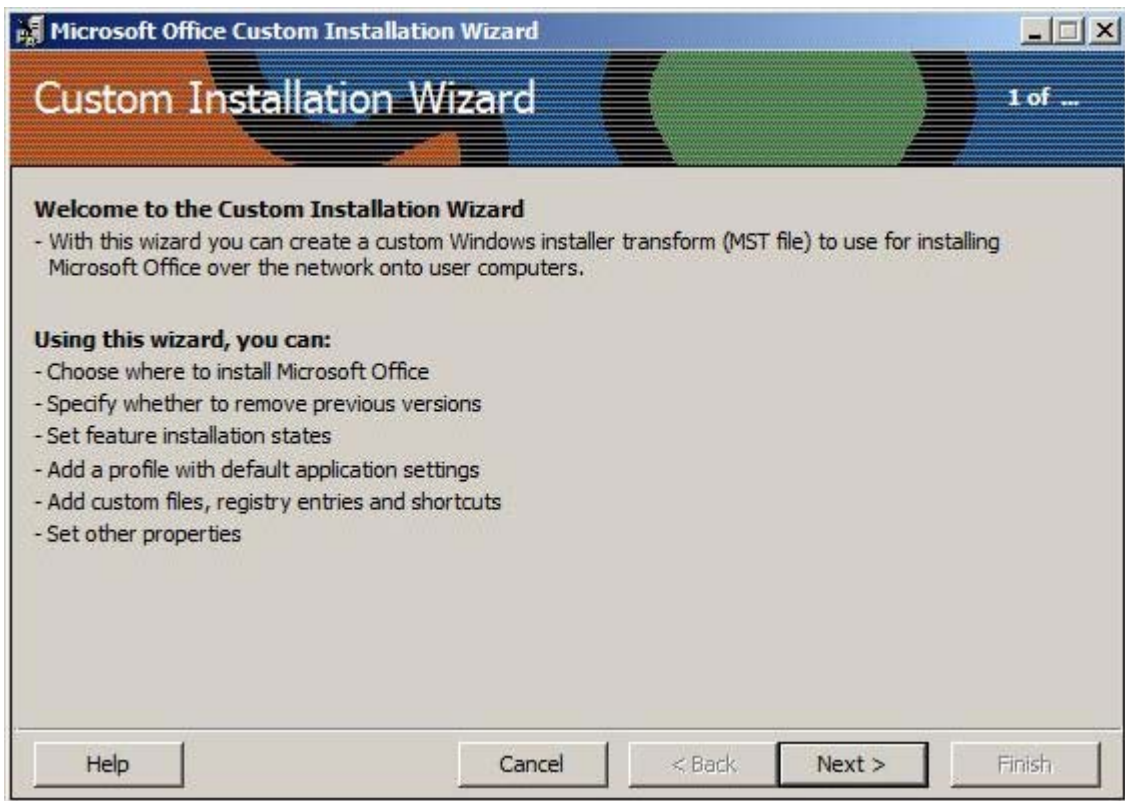 Microsoft Office Custom Installation Wizard
Custom Installation Wizard
1 of ...
Welcome to the Custom Installation Wizard
- With this wizard you can create a custom Windows installer transform (MST file) to use for installing
Microsoft Office over the network onto user computers.
Using this wizard, you can:
- Choose where to install Microsoft Office
- Specify whether to remove previous versions
- Set feature installation states
- Add a profile with default application settings
- Add custom files, registry entries and shortcuts
- Set other properties
Help
Cancel
< Back
Next >
Finish